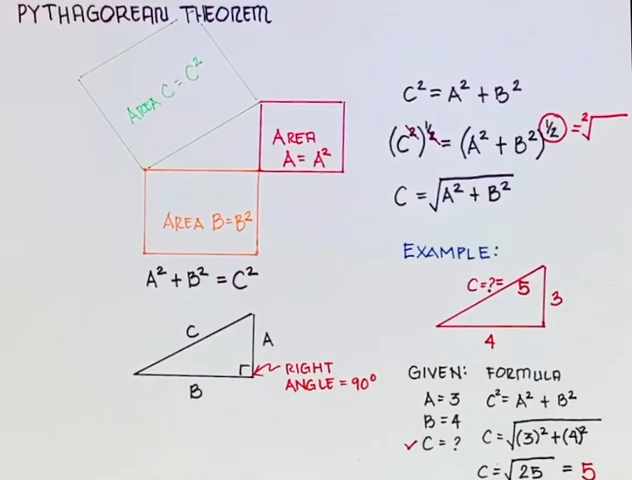 PYTHAGOREAN THEOREM
AREA C = C²
AREA
A = A²
AREA B = B²
A² + B² = C²
C
A
B
RIGHT
ANGLE = 90°
C² = A² + B²
(C²)^½ = (A² + B²)^½ = ²√
C = √A² + B²
EXAMPLE:
C = ? = 5
3
4
GIVEN: FORMULA
A = 3 C² = A² + B²
B = 4
✓ C = ? C = √(3)² + (4)²
C = √25 = 5